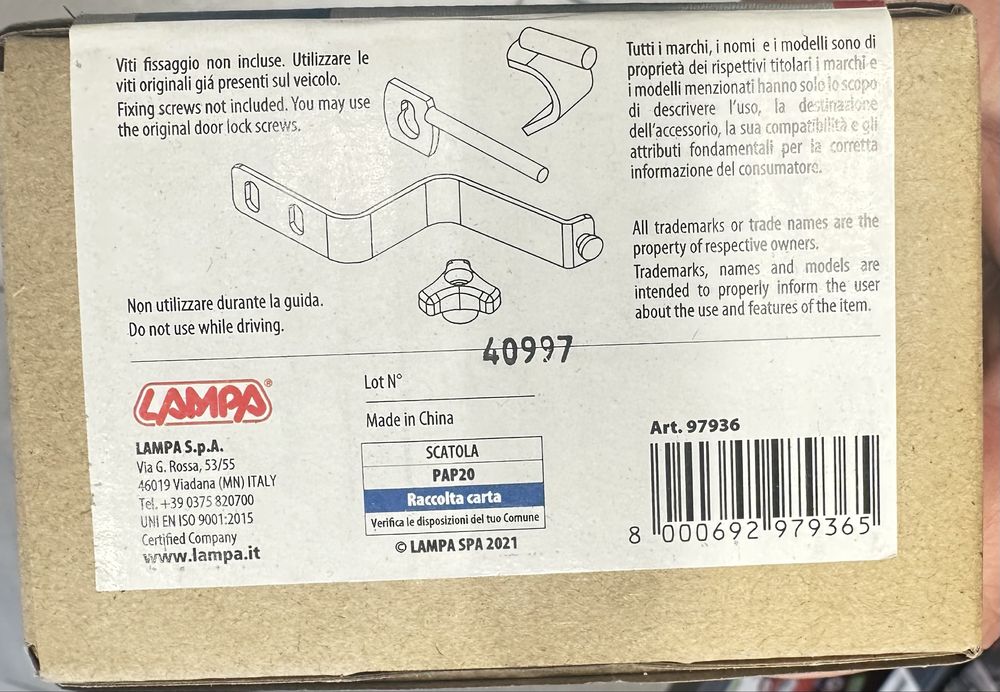 Viti fissaggio non incluse. Utilizzare le
viti originali giá presenti sul veicolo.
Fixing screws not included. You may use
the original door lock screws.
Non utilizzare durante la guida.
Do not use while driving.
Tutti i marchi, i nomi e i modelli sono di
proprietà dei rispettivi titolari i marchi e
i modelli menzionati hanno solo lo scopo
di descrivere l'uso, la destinazione
dell'accessorio, la sua compatibilità e gli
attributi fondamentali per la corretta
informazione del consumatore.
All trademarks or trade names are the
property of respective owners.
Trademarks, names and models are
intended to properly inform the user
about the use and features of the item.
LAMPA®
LAMPA S.p.A.
Via G. Rossa, 53/55
46019 Viadana (MN) ITALY
Tel. +39 0375 820700
UNI EN ISO 9001:2015
Certified Company
www.lampa.it
40997
Lot N°
Made in China
SCATOLA
PAP20
Raccolta carta
Verifica le disposizioni del tuo Comune
© LAMPA SPA 2021
Art. 97936
8 000692 979365